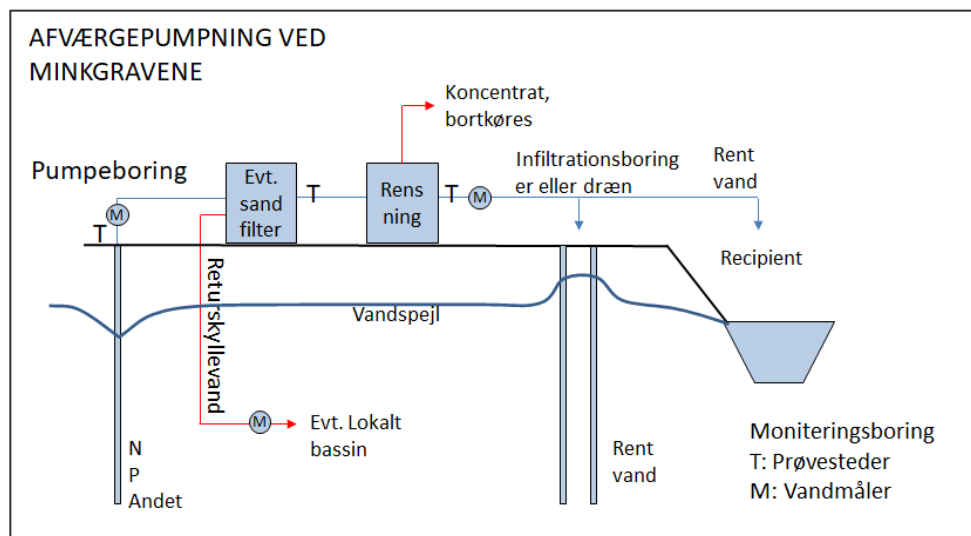 AFVÆRGEPUMPNING VED
MINKGRAVENE
Koncentrat,
bortkøres
Pumpeboring
Evt.
sand
filter
T
Rens
ning
T
M
Infiltrationsboring
er eller dræn
Rent
vand
M
T
Recipient
Returskyllevand
Vandspejl
M
Evt. Lokalt
bassin
N
P
Andet
Rent
vand
Moniteringsboring
T: Prøvesteder
M: Vandmåler